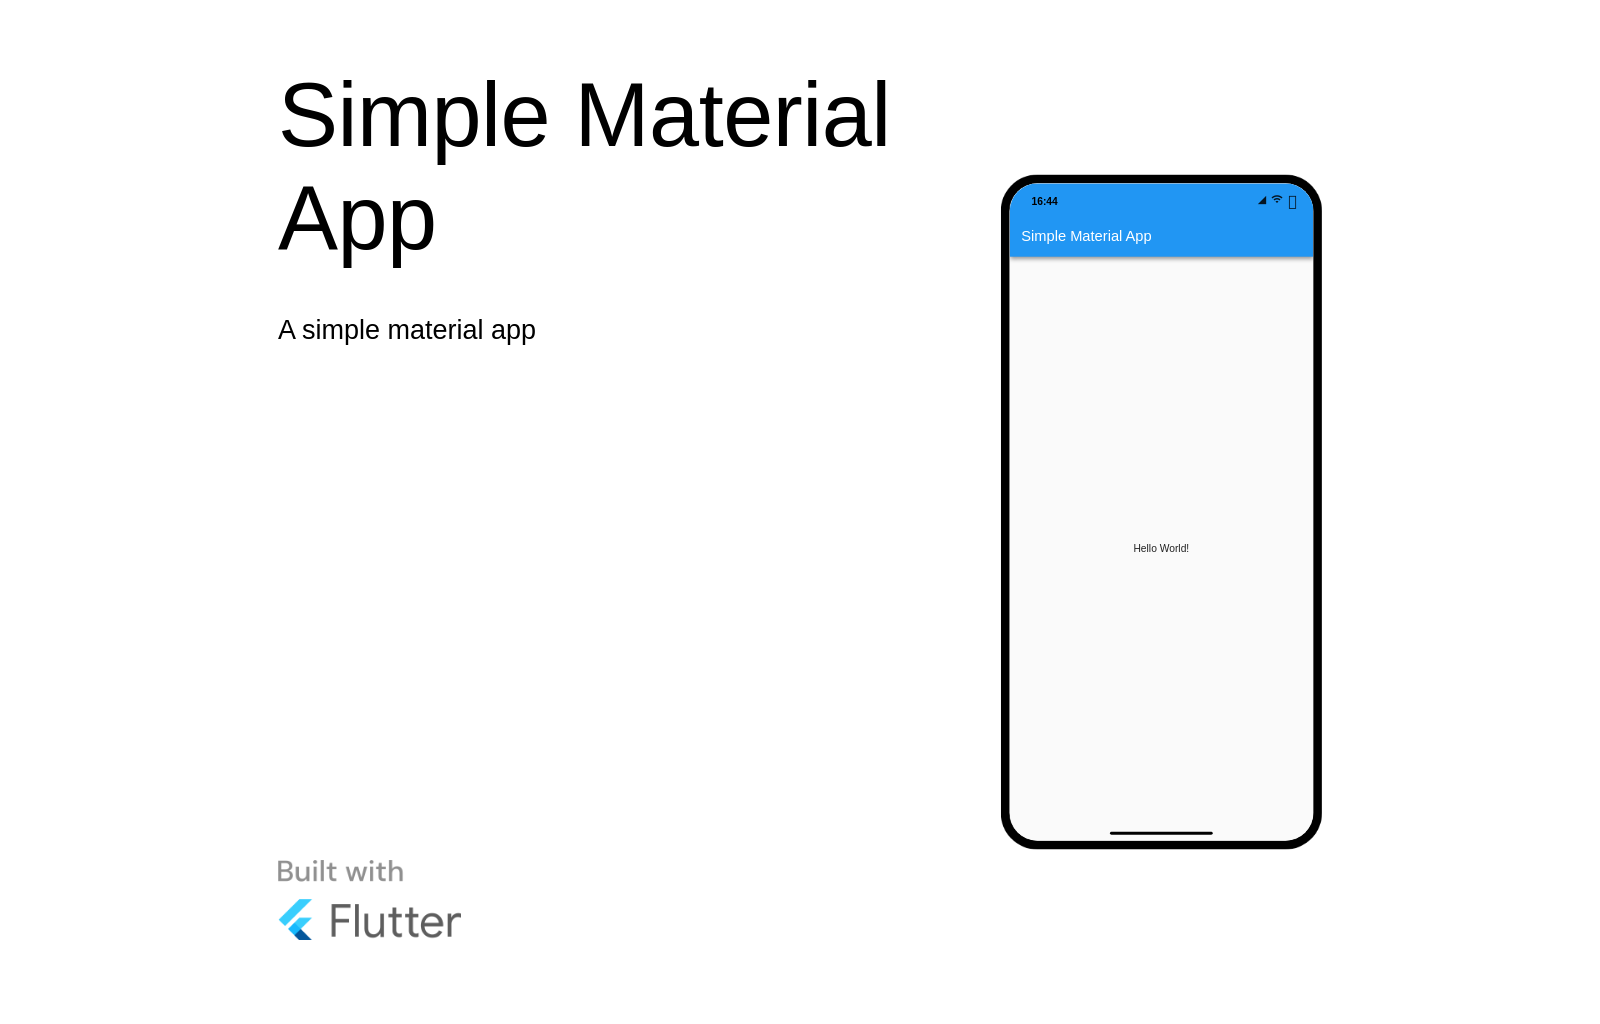 Simple Material
App
A simple material app
16:44
Simple Material App
Hello World!
Built with
Flutter